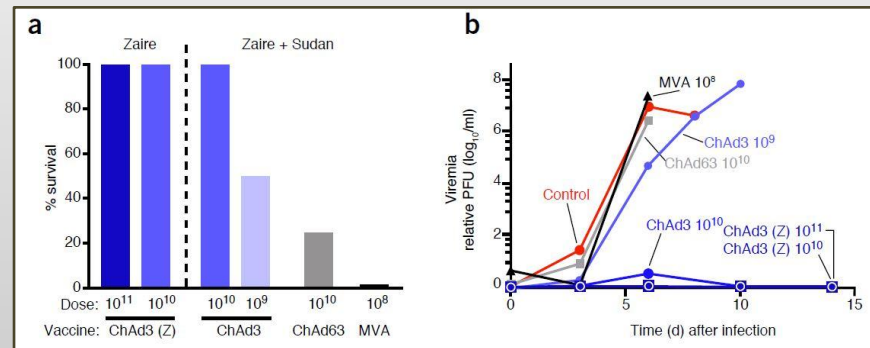 a
Zaire
Zaire + Sudan
% survival
100
80
60
40
20
0
Dose: 10¹¹ 10¹⁰ 10¹⁰ 10⁹ 10¹⁰ 10⁸
Vaccine: ChAd3 (Z) ChAd3 ChAd63 MVA
b
Viremia
relative PFU (log₁₀/ml)
8
6
4
2
0
MVA 10⁸
ChAd3 10⁹
ChAd63 10¹⁰
Control
ChAd3 10¹⁰
ChAd3 (Z) 10¹¹
ChAd3 (Z) 10¹⁰
0 5 10 15
Time (d) after infection